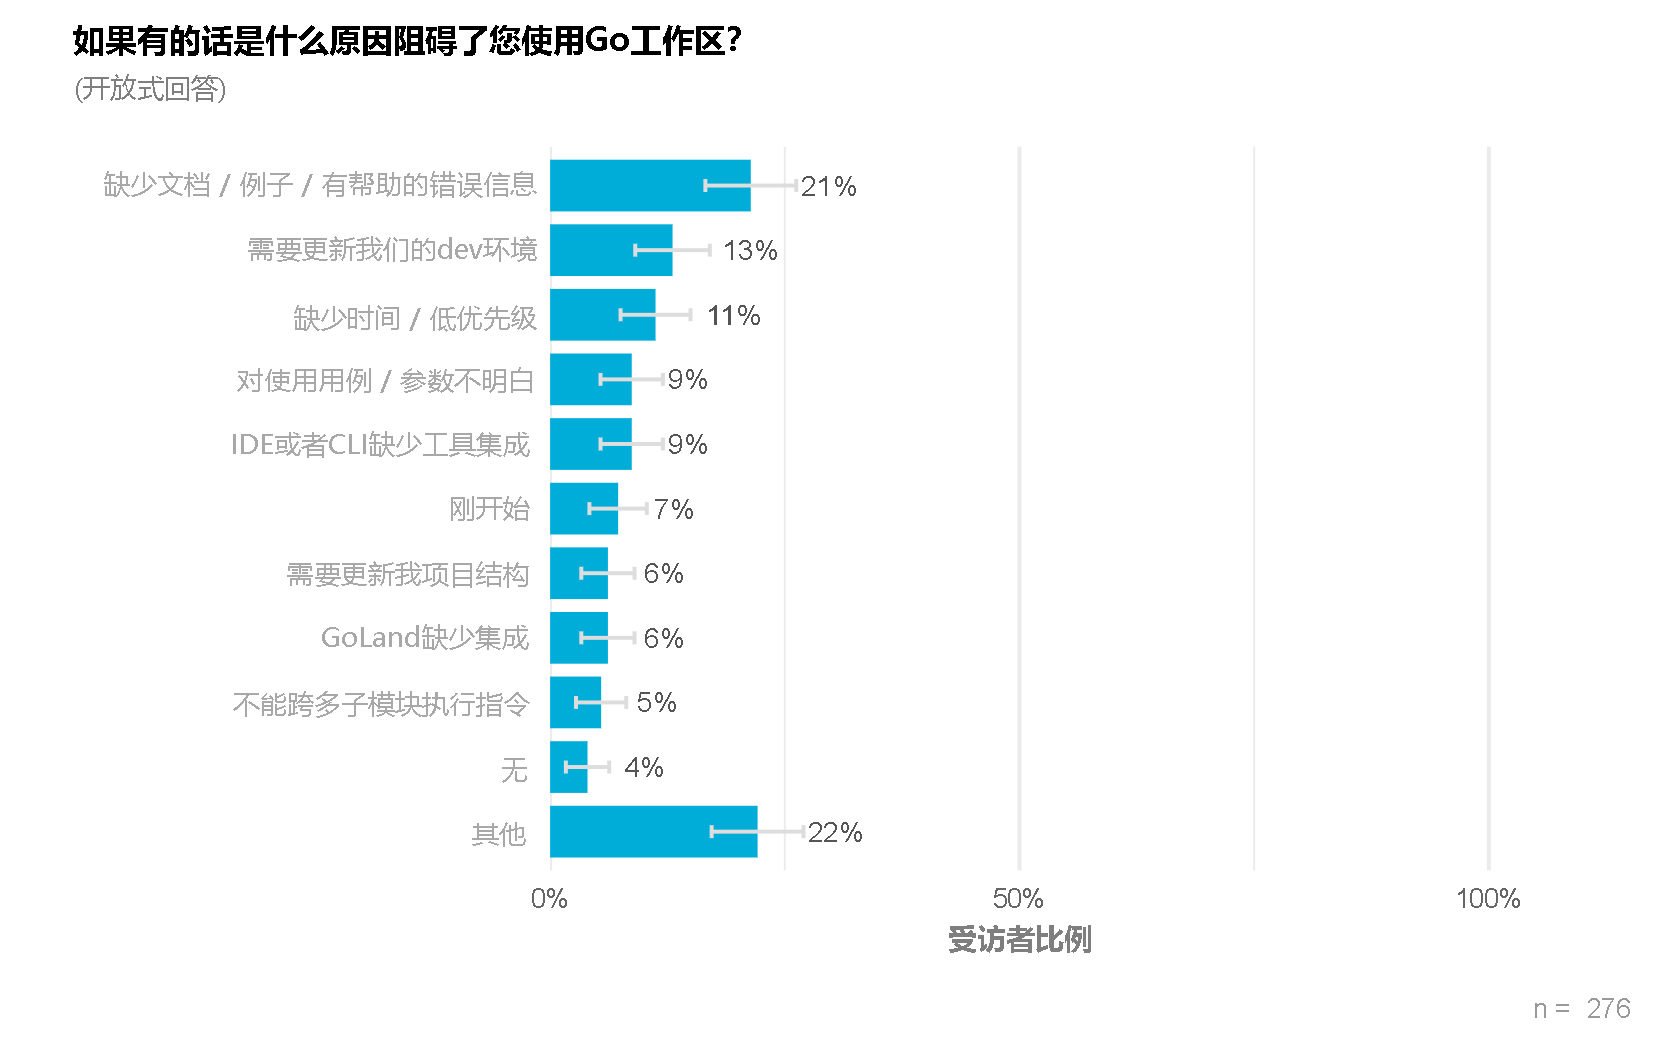 如果有的话是什么原因阻碍了您使用Go工作区?
(开放式回答)
缺少文档 / 例子 / 有帮助的错误信息 21%
需要更新我们的dev环境 13%
缺少时间 / 低优先级 11%
对使用用例 / 参数不明白 9%
IDE或者CLI缺少工具集成 9%
刚开始 7%
需要更新我项目结构 6%
GoLand缺少集成 6%
不能跨多子模块执行指令 5%
无 4%
其他 22%
0% 50% 100%
受访者比例
n = 276